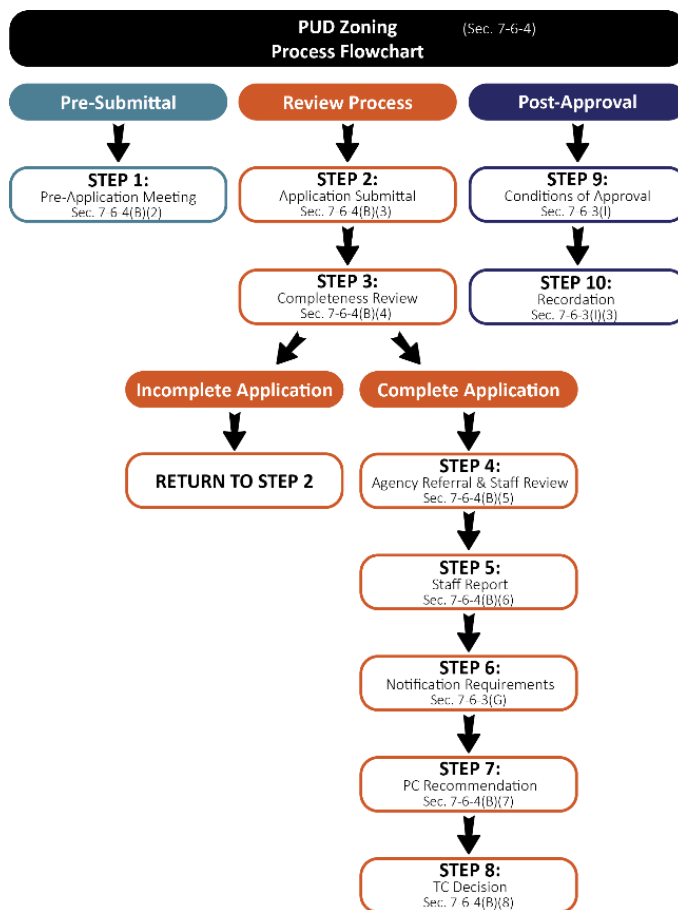 PUD Zoning (Sec. 7-6-4)
Process Flowchart
Pre-Submittal
STEP 1:
Pre-Application Meeting
Sec. 7-6-4(B)(2)
Review Process
STEP 2:
Application Submittal
Sec. 7-6-4(B)(3)
STEP 3:
Completeness Review
Sec. 7-6-4(B)(4)
Incomplete Application
RETURN TO STEP 2
Complete Application
STEP 4:
Agency Referral & Staff Review
Sec. 7-6-4(B)(5)
STEP 5:
Staff Report
Sec. 7-6-4(B)(6)
STEP 6:
Notification Requirements
Sec. 7-6-3(G)
STEP 7:
PC Recommendation
Sec. 7-6-4(B)(7)
STEP 8:
TC Decision
Sec. 7-6-4(B)(8)
Post-Approval
STEP 9:
Conditions of Approval
Sec. 7-6-3(I)
STEP 10:
Recordation
Sec. 7-6-3(I)(3)